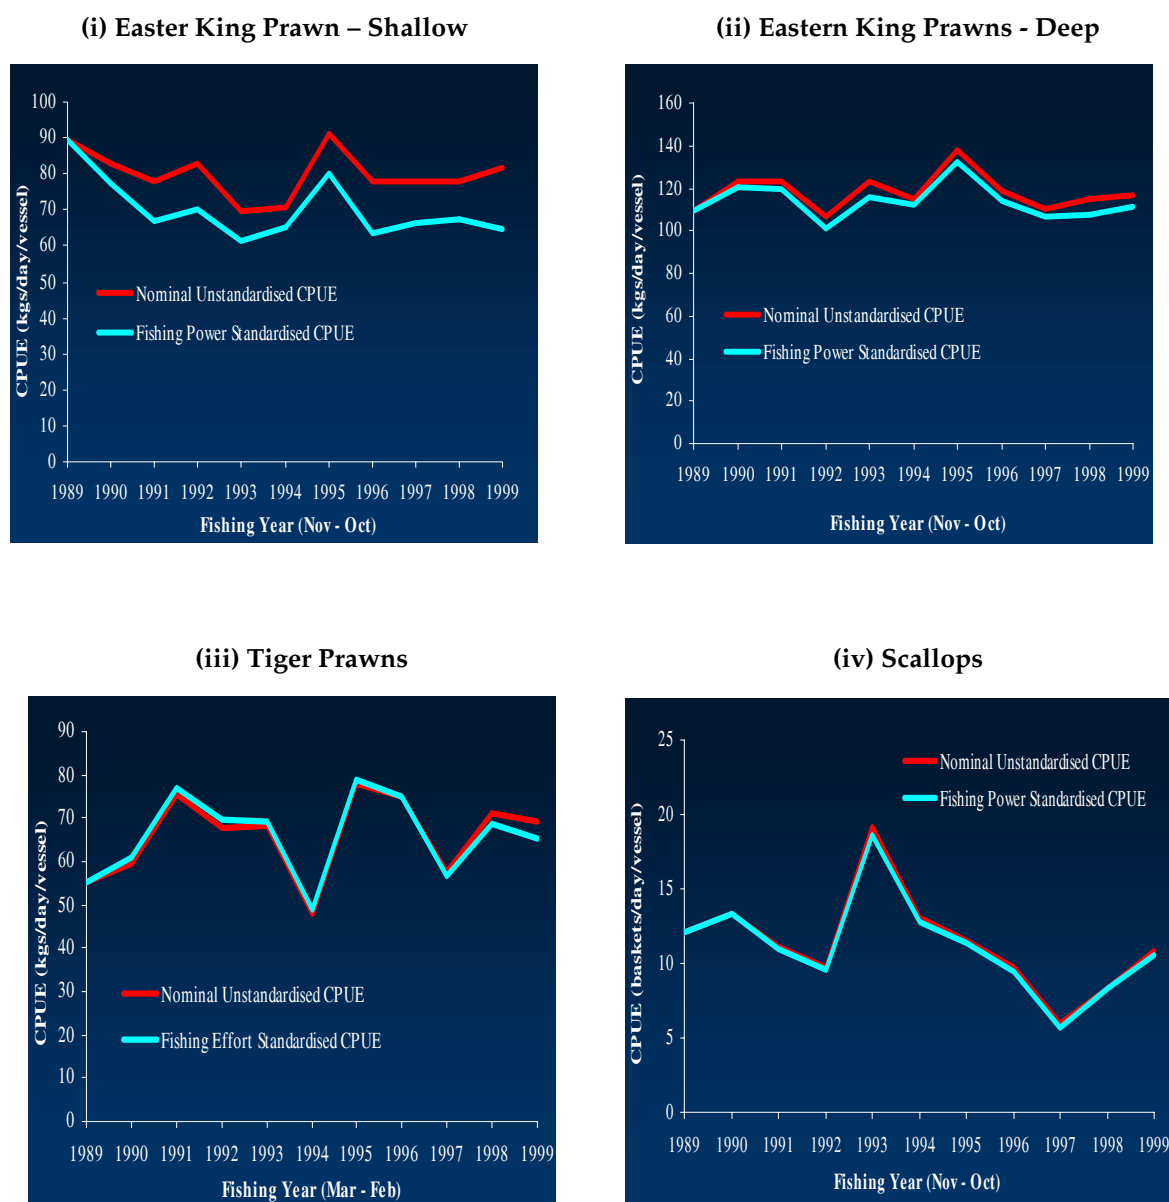 (i) Easter King Prawn – Shallow
CPUE (kgs/day/vessel)
100
90
80
70
60
50
40
30
20
10
0
Nominal Unstandardised CPUE
Fishing Power Standardised CPUE
1989 1990 1991 1992 1993 1994 1995 1996 1997 1998 1999
Fishing Year (Nov - Oct)
(ii) Eastern King Prawns - Deep
CPUE (kgs/day/vessel)
160
140
120
100
80
60
40
20
0
Nominal Unstandardised CPUE
Fishing Power Standardised CPUE
1989 1990 1991 1992 1993 1994 1995 1996 1997 1998 1999
Fishing Year (Nov - Oct)
(iii) Tiger Prawns
CPUE (kgs/day/vessel)
90
80
70
60
50
40
30
20
10
0
Nominal Unstandardised CPUE
Fishing Effort Standardised CPUE
1989 1990 1991 1992 1993 1994 1995 1996 1997 1998 1999
Fishing Year (Mar - Feb)
(iv) Scallops
CPUE (baskets/day/vessel)
25
20
15
10
5
0
Nominal Unstandardised CPUE
Fishing Power Standardised CPUE
1989 1990 1991 1992 1993 1994 1995 1996 1997 1998 1999
Fishing Year (Nov - Oct)